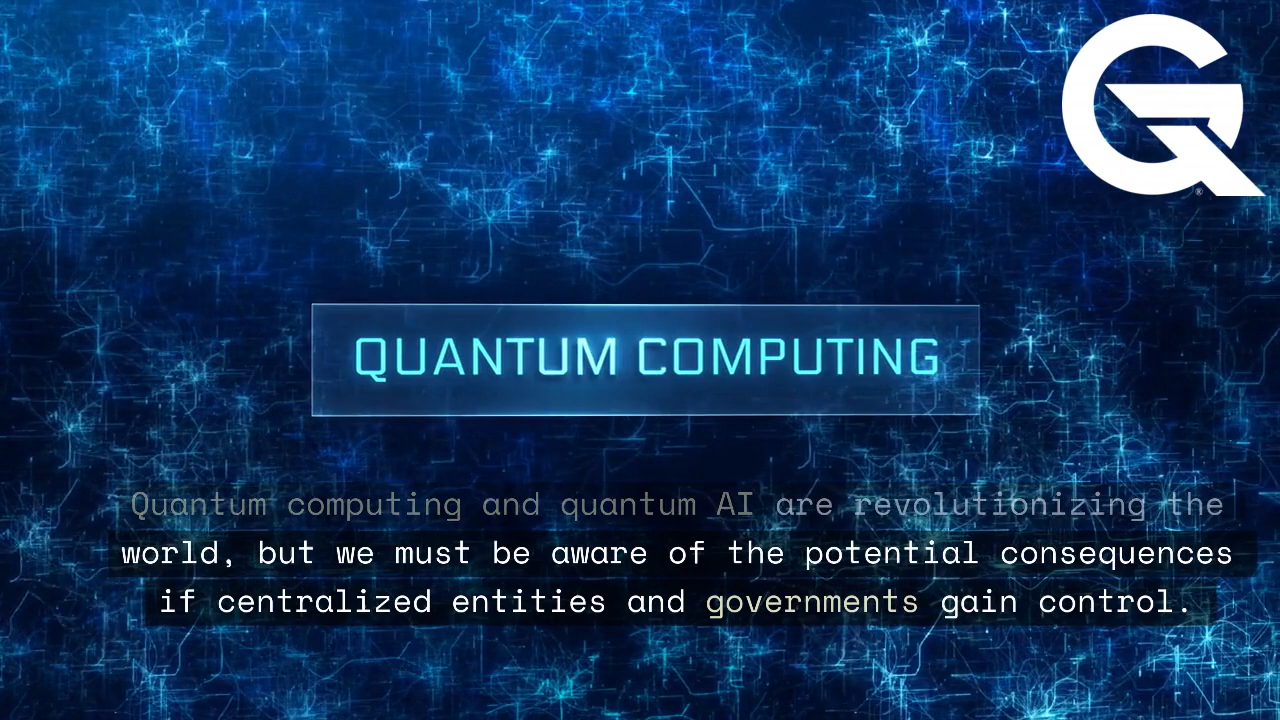 QUANTUM COMPUTING
Quantum computing and quantum AI are revolutionizing the
world, but we must be aware of the potential consequences
if centralized entities and governments gain control.